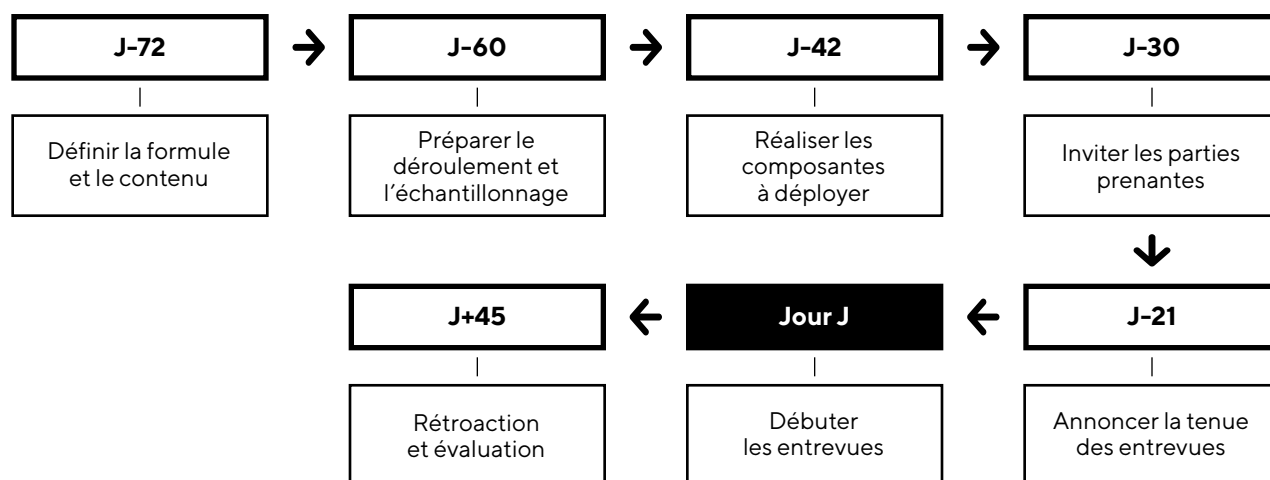 J-72
Définir la formule
et le contenu
J-60
Préparer le
déroulement et
l'échantillonnage
J-42
Réaliser les
composantes
à déployer
J-30
Inviter les parties
prenantes
J-21
Annoncer la tenue
des entrevues
Jour J
Débuter
les entrevues
J+45
Rétroaction
et évaluation